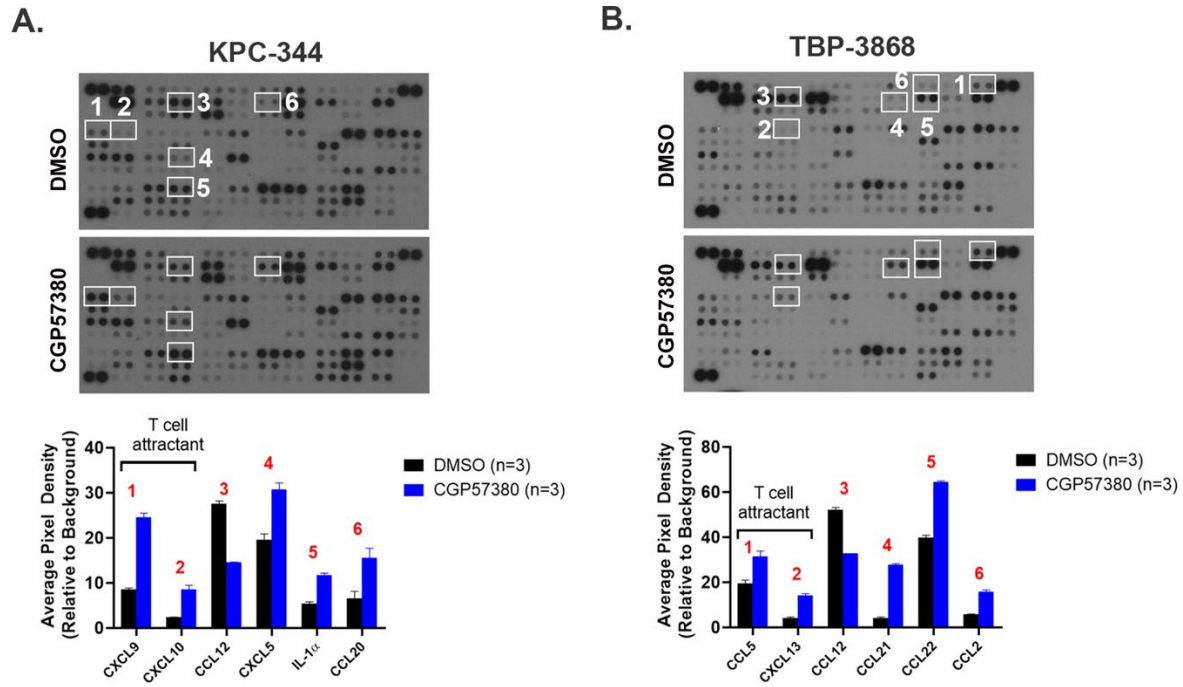 A.
KPC-344
DMSO
1 2 3 6
4
5
CGP57380
Average Pixel Density
(Relative to Background)
40
30
20
10
0
T cell
attractant
1
2
3
4
5
6
CXCL9
CXCL10
CCL12
CXCL5
IL-1α
CCL20
DMSO (n=3)
CGP57380 (n=3)
B.
TBP-3868
DMSO
6 1
3
2 4 5
CGP57380
Average Pixel Density
(Relative to Background)
80
60
40
20
0
T cell
attractant
1
2
3
4
5
6
CCL5
CXCL13
CCL12
CCL21
CCL22
CCL2
DMSO (n=3)
CGP57380 (n=3)